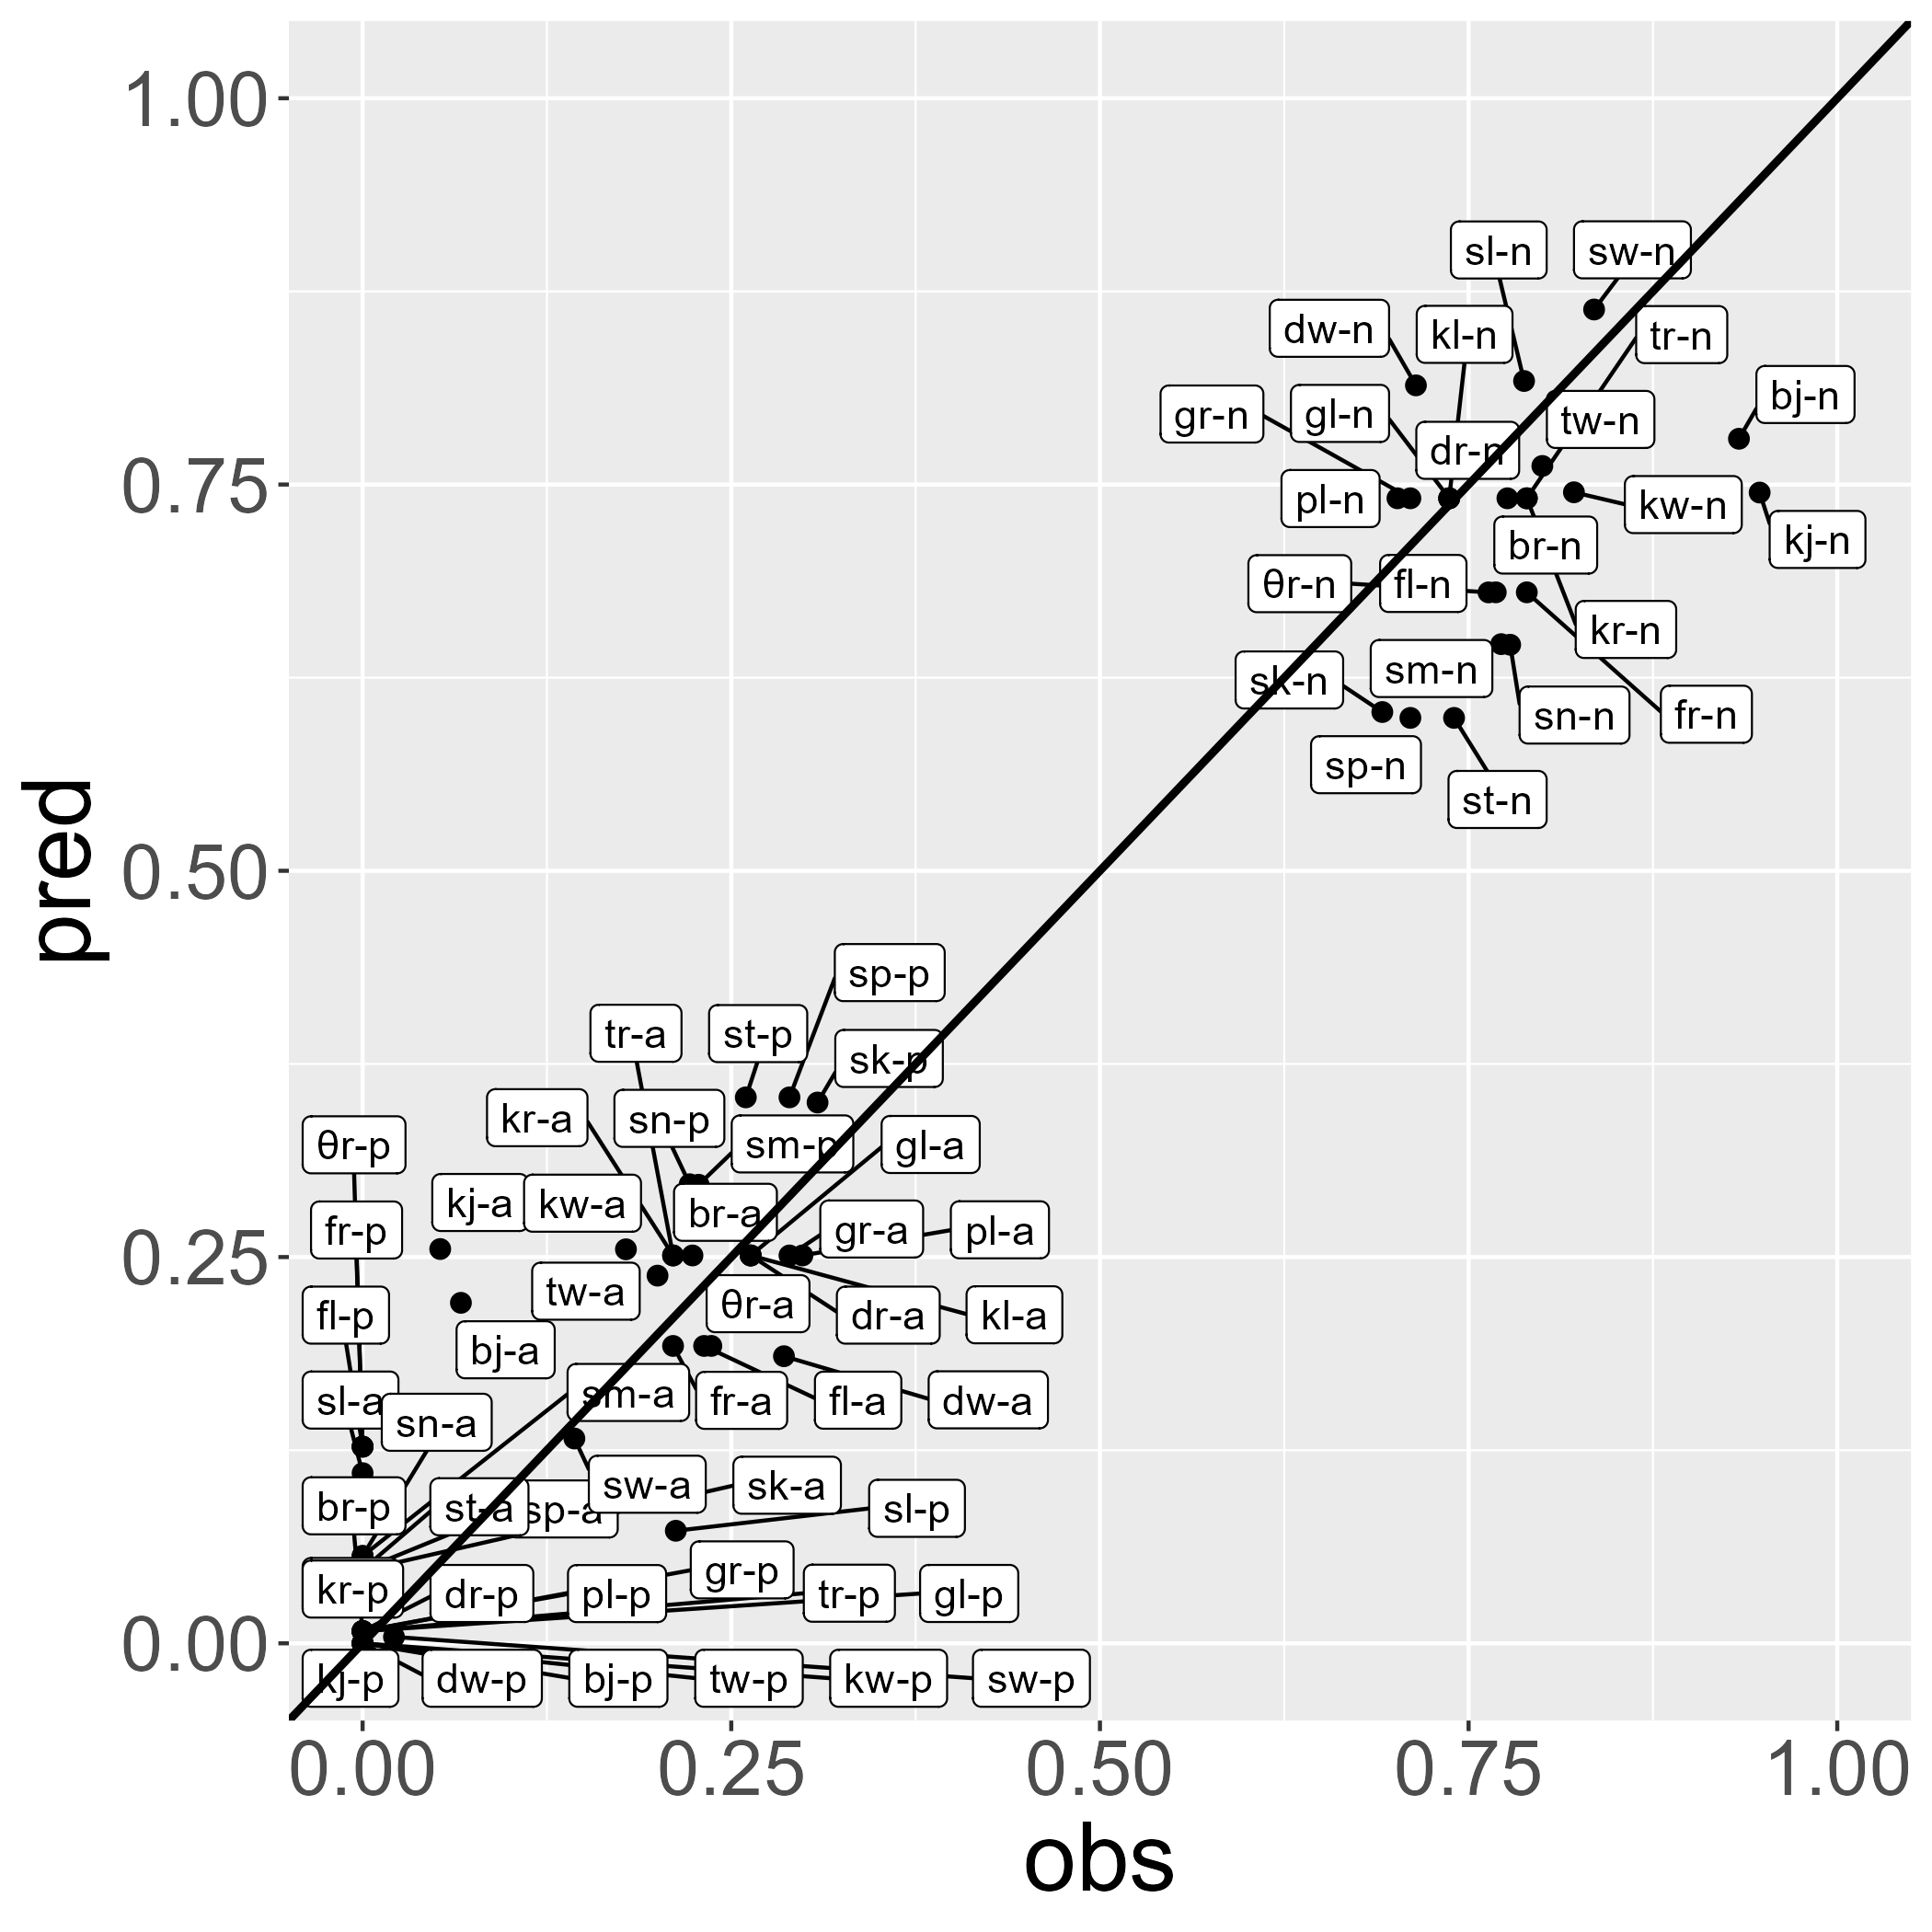 1.00
0.75
0.50
0.25
0.00
pred
sl-n
sw-n
dw-n
kl-n
tr-n
bj-n
gr-n
gl-n
tw-n
dr-n
pl-n
kw-n
br-n
kj-n
θr-n
fl-n
kr-n
sk-n
sm-n
sn-n
fr-n
sp-n
st-n
sp-p
tr-a
st-p
sk-p
kr-a
sn-p
θr-p
sm-p
gl-a
kj-a
kw-a
br-a
fr-p
gr-a
pl-a
tw-a
θr-a
fl-p
dr-a
kl-a
bj-a
sl-a
sn-a
sm-a
fr-a
fl-a
dw-a
br-p
st-a
sp-a
sw-a
sk-a
sl-p
kr-p
dr-p
pl-p
gr-p
tr-p
gl-p
kj-p
dw-p
bj-p
tw-p
kw-p
sw-p
0.00
0.25
0.50
0.75
1.00
obs